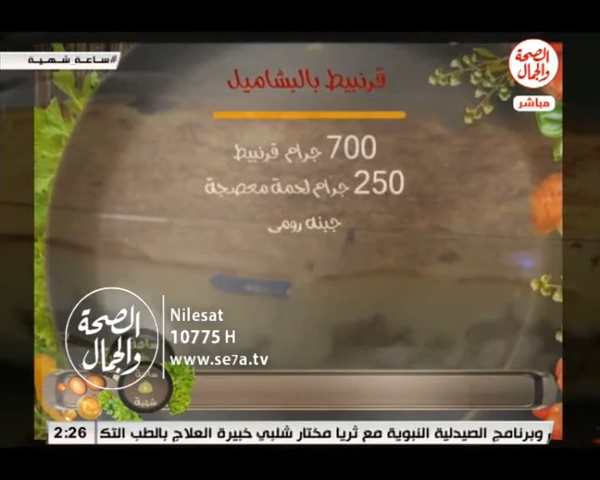 #ساعة_شهية
الصحة
والجمال
مباشر
قرنبيط بالبشاميل
700 جرام قرنبيط
250 جرام لحمة معصجة
جبنه رومى
الصحة
والجمال
Nilesat
10775 H
www.se7a.tv
ساعة
شهية
وبرنامج الصيدلية النبوية مع ثريا مختار شلبي خبيرة العلاج بالطب التك
2:26